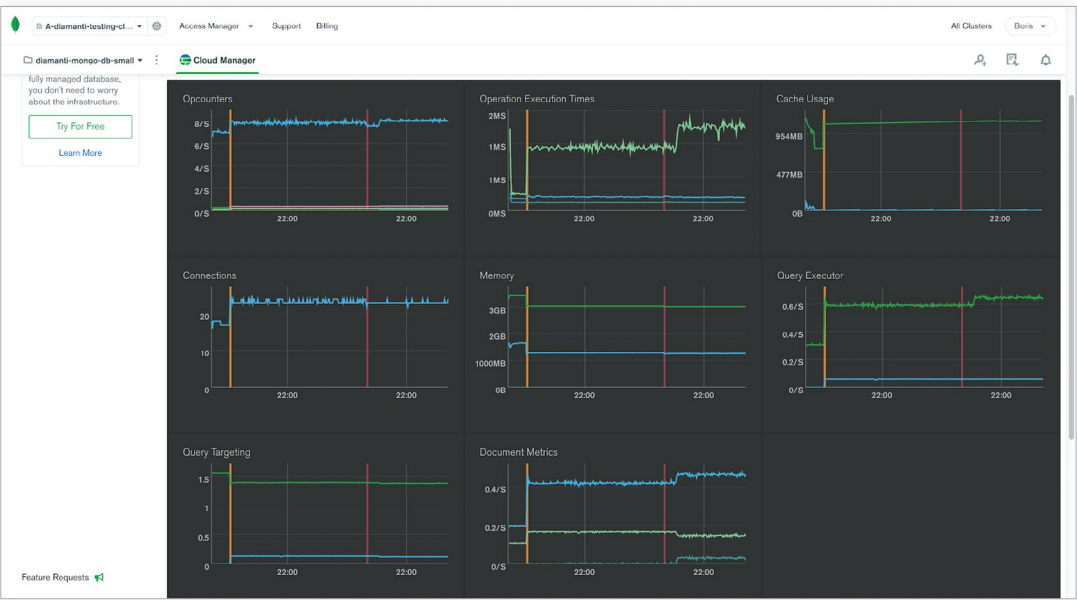 A-diamanti-testing-cl... Access Manager Support Billing All Clusters Boris
diamanti-mongo-db-small Cloud Manager
fully managed database,
you don't need to worry
about the infrastructure.
Try For Free
Learn More
Opcounters
8/S
6/S
4/S
2/S
0/S
22:00 22:00
Operation Execution Times
2MS
1MS
1MS
0MS
22:00 22:00
Cache Usage
954MB
477MB
0B
22:00 22:00
Connections
20
10
0
22:00 22:00
Memory
3GB
2GB
1000MB
0B
22:00 22:00
Query Executor
0.6/S
0.4/S
0.2/S
0/S
22:00 22:00
Query Targeting
1.5
1
0.5
0
22:00 22:00
Document Metrics
0.4/S
0.2/S
0/S
22:00 22:00
Feature Requests